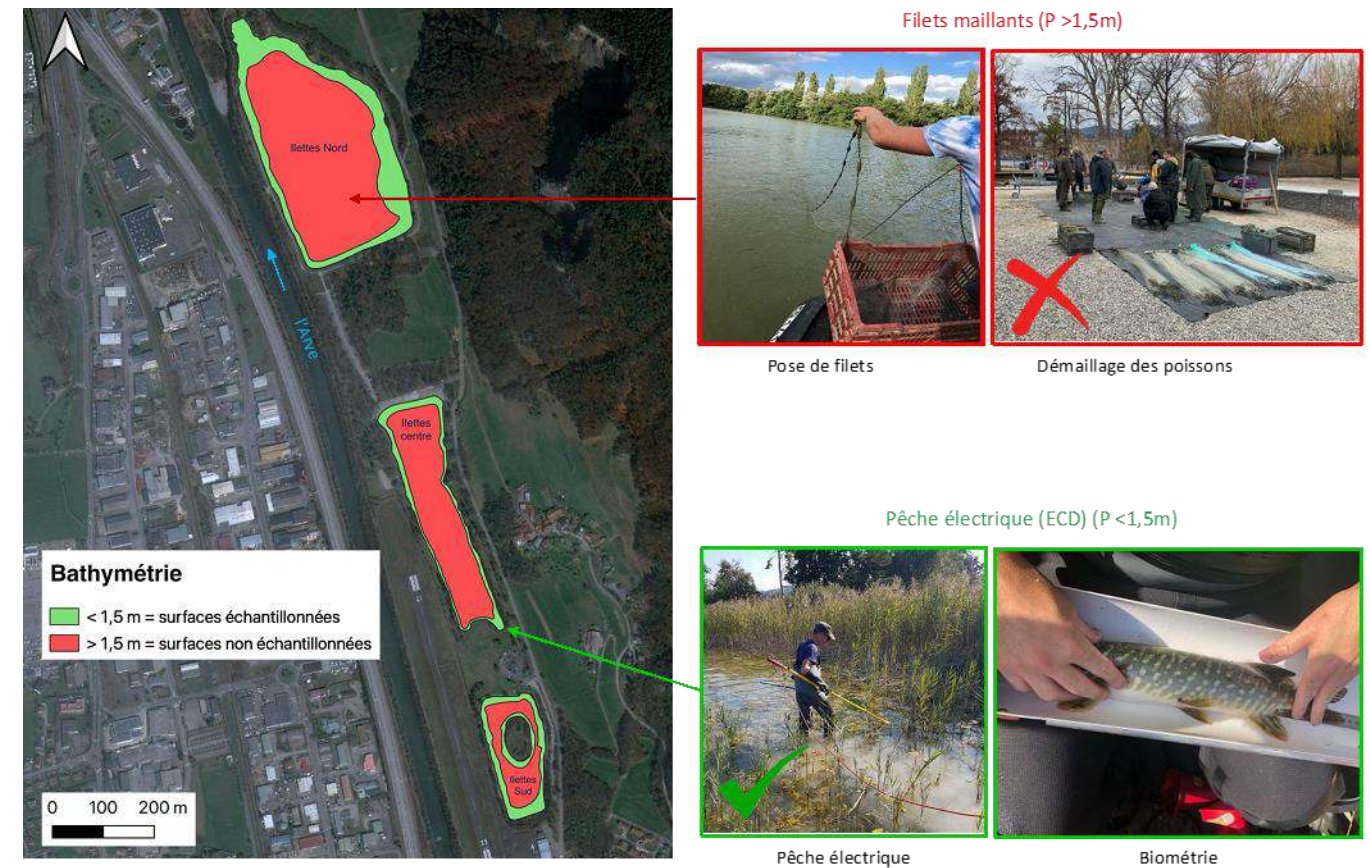 Filets maillants (P >1,5m)
Ilettes Nord
l'Arve
Pose de filets
Démaillage des poissons
Ilettes
centre
Pêche électrique (ECD) (P <1,5m)
Bathymétrie
< 1,5 m = surfaces échantillonnées
> 1,5 m = surfaces non échantillonnées
Ilettes
Sud
0 100 200 m
Pêche électrique
Biométrie